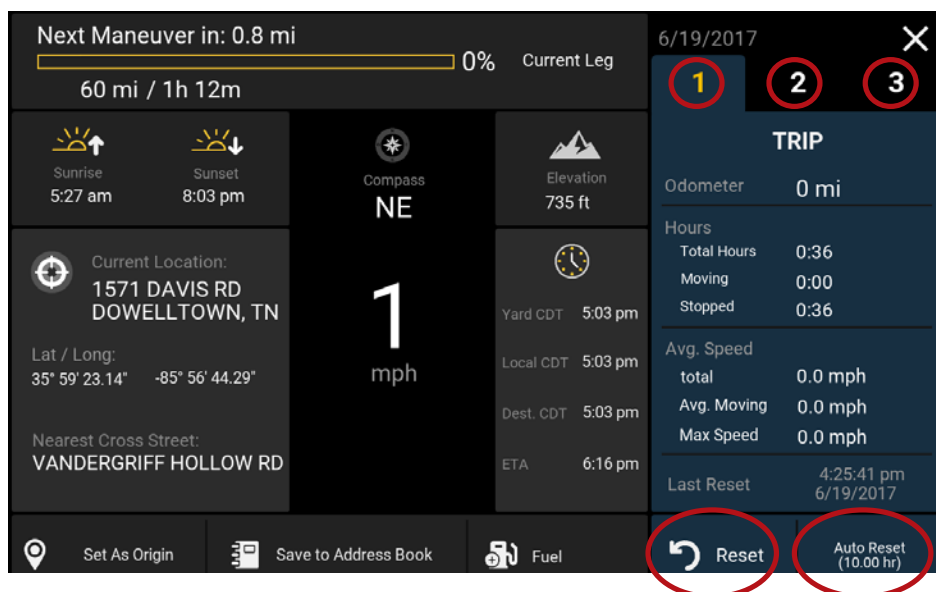 Next Maneuver in: 0.8 mi
0% Current Leg
60 mi / 1h 12m
Sunrise
5:27 am
Sunset
8:03 pm
Compass
NE
Elevation
735 ft
Current Location:
1571 DAVIS RD
DOWELLTOWN, TN
Lat / Long:
35° 59' 23.14" -85° 56' 44.29"
Nearest Cross Street:
VANDERGRIFF HOLLOW RD
1
mph
Yard CDT 5:03 pm
Local CDT 5:03 pm
Dest. CDT 5:03 pm
ETA 6:16 pm
Set As Origin
Save to Address Book
Fuel
6/19/2017
1 2 3
TRIP
Odometer 0 mi
Hours
Total Hours 0:36
Moving 0:00
Stopped 0:36
Avg. Speed
total 0.0 mph
Avg. Moving 0.0 mph
Max Speed 0.0 mph
Last Reset 4:25:41 pm
6/19/2017
Reset
Auto Reset
(10.00 hr)